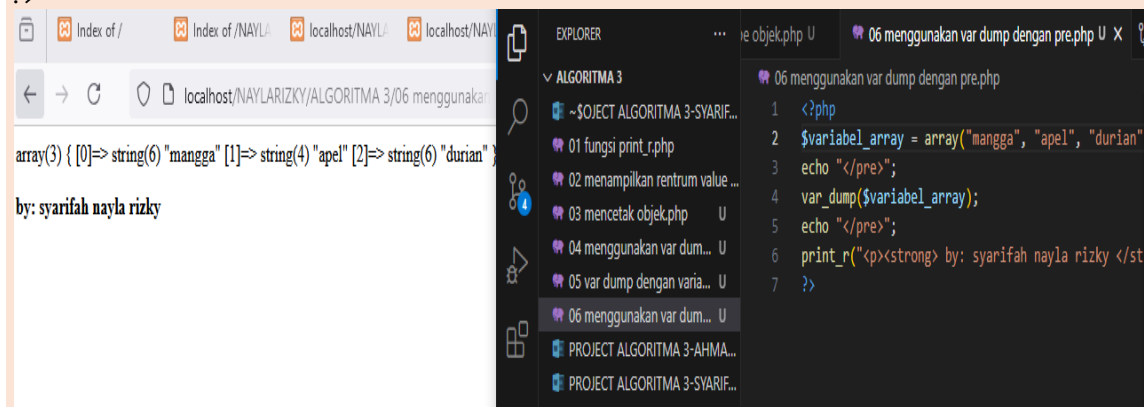 Index of /
Index of /NAYLA
localhost/NAYLA
localhost/NAYL
localhost/NAYLARIZKY/ALGORITMA 3/06 menggunakan
array(3) { [0]=> string(6) "mangga" [1]=> string(4) "apel" [2]=> string(6) "durian" }
by: syarifah nayla rizky
EXPLORER ...
ALGORITMA 3
~$OJECT ALGORITMA 3-SYARIF...
01 fungsi print_r.php
02 menampilkan rentrum value ...
03 mencetak objek.php U
04 menggunakan var dum... U
05 var dump dengan varia... U
06 menggunakan var dum... U
PROJECT ALGORITMA 3-AHMA...
PROJECT ALGORITMA 3-SYARIF...
4
e objek.php U
06 menggunakan var dump dengan pre.php U X
06 menggunakan var dump dengan pre.php
1 <?php
2 $variabel_array = array("mangga", "apel", "durian"
3 echo "</pre>";
4 var_dump($variabel_array);
5 echo "</pre>";
6 print_r("<p><strong> by: syarifah nayla rizky </st
7 ?>